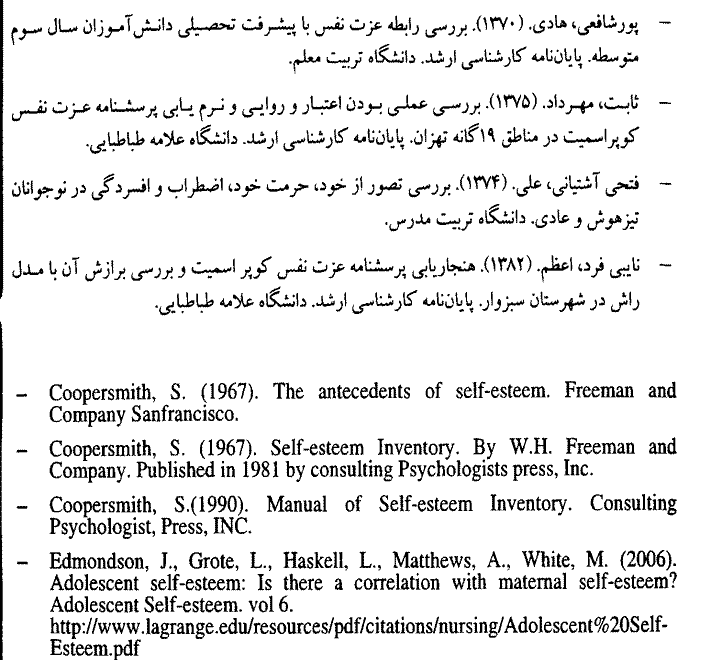 – پورشافعی، هادی. (۱۳۷۰). بررسی رابطه عزت نفس با پیشرفت تحصیلی دانش‌آموزان سال سوم
متوسطه. پایان‌نامه کارشناسی ارشد. دانشگاه تربیت معلم.
– ثابت، مهرداد. (۱۳۷۵). بررسی عملی بودن اعتبار و روایی و نرم یابی پرسشنامه عزت نفس
کوپراسمیت در مناطق ۱۹گانه تهران. پایان‌نامه کارشناسی ارشد. دانشگاه علامه طباطبایی.
– فتحی آشتیانی، علی. (۱۳۷۴). بررسی تصور از خود، حرمت خود، اضطراب و افسردگی در نوجوانان
تیزهوش و عادی. دانشگاه تربیت مدرس.
– نایبی فرد، اعظم. (۱۳۸۲). هنجاریابی پرسشنامه عزت نفس کوپر اسمیت و بررسی برازش آن با مدل
راش در شهرستان سبزوار. پایان‌نامه کارشناسی ارشد. دانشگاه علامه طباطبایی.
– Coopersmith, S. (1967). The antecedents of self-esteem. Freeman and
Company Sanfrancisco.
– Coopersmith, S. (1967). Self-esteem Inventory. By W.H. Freeman and
Company. Published in 1981 by consulting Psychologists press, Inc.
– Coopersmith, S.(1990). Manual of Self-esteem Inventory. Consulting
Psychologist, Press, INC.
– Edmondson, J., Grote, L., Haskell, L., Matthews, A., White, M. (2006).
Adolescent self-esteem: Is there a correlation with maternal self-esteem?
Adolescent Self-esteem. vol 6.
http://www.lagrange.edu/resources/pdf/citations/nursing/Adolescent%20Self-
Esteem.pdf